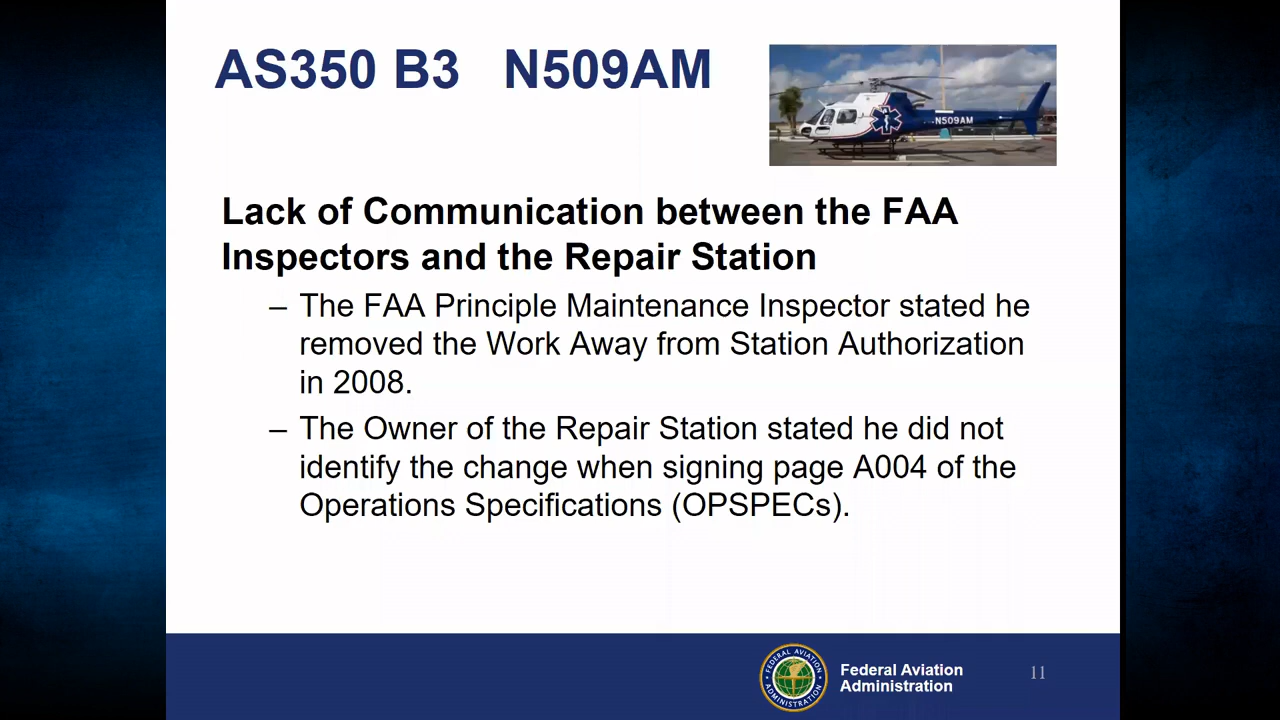 AS350 B3 N509AM
N509AM
Lack of Communication between the FAA
Inspectors and the Repair Station
– The FAA Principle Maintenance Inspector stated he
removed the Work Away from Station Authorization
in 2008.
– The Owner of the Repair Station stated he did not
identify the change when signing page A004 of the
Operations Specifications (OPSPECs).
FEDERAL AVIATION
ADMINISTRATION
Federal Aviation
Administration
11